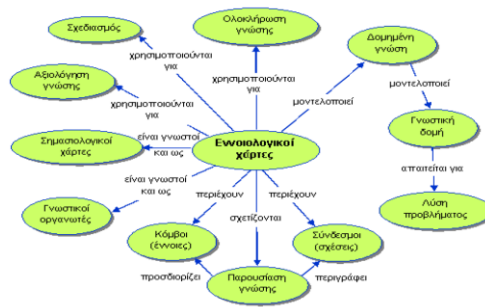 Σχεδιασμός
Ολοκλήρωση
γνώσης
Δομημένη
γνώση
χρησιμοποιούνται
για
χρησιμοποιούνται
για
Αξιολόγηση
γνώσης
χρησιμοποιούνται
για
μοντελοποιεί
μοντελοποιεί
Γνωστική
δομή
Σημασιολογικοί
χάρτες
είναι γνωστοί
και ως
Εννοιολογικοί
χάρτες
απαιτείται για
είναι γνωστοί
και ως
Γνωστικοί
οργανωτές
περιέχουν
περιέχουν
Λύση
προβλήματος
σχετίζονται
Κόμβοι
(έννοιες)
Σύνδεσμοι
(σχέσεις)
προσδιορίζει
Παρουσίαση
γνώσης
περιγράφει